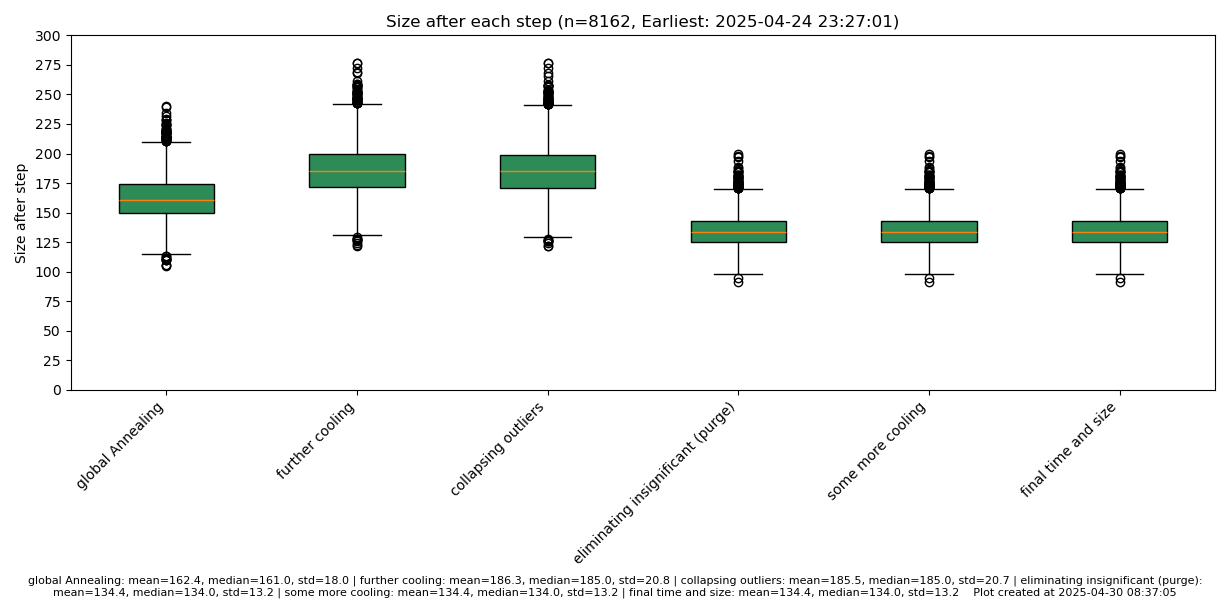 Size after each step (n=8162, Earliest: 2025-04-24 23:27:01)
300
275
250
225
200
175
150
125
100
75
50
25
0
Size after step
global Annealing
further cooling
collapsing outliers
eliminating insignificant (purge)
some more cooling
final time and size
global Annealing: mean=162.4, median=161.0, std=18.0 | further cooling: mean=186.3, median=185.0, std=20.8 | collapsing outliers: mean=185.5, median=185.0, std=20.7 | eliminating insignificant (purge):
mean=134.4, median=134.0, std=13.2 | some more cooling: mean=134.4, median=134.0, std=13.2 | final time and size: mean=134.4, median=134.0, std=13.2    Plot created at 2025-04-30 08:37:05